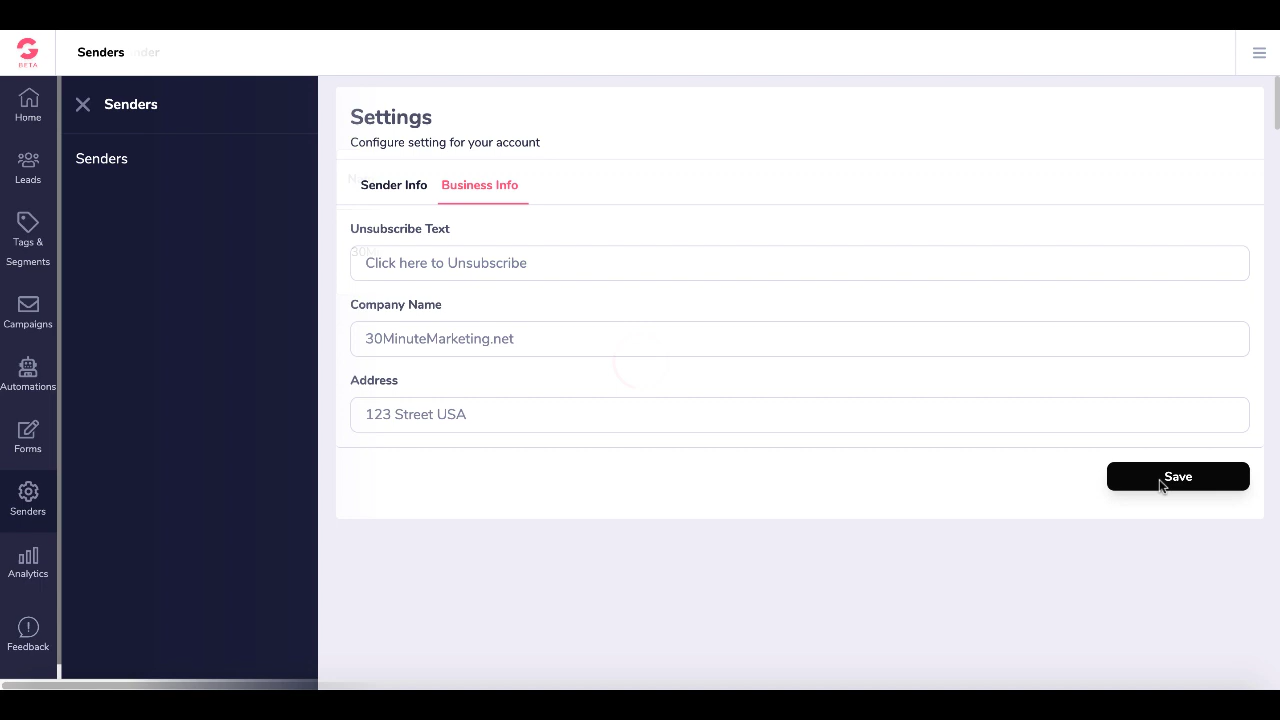 BETA
Senders
Home
Leads
Tags &
Segments
Campaigns
Automations
Forms
Senders
Analytics
Feedback
Senders
Senders
Settings
Configure setting for your account
Sender Info Business Info
Unsubscribe Text
Click here to Unsubscribe
Company Name
30MinuteMarketing.net
Address
123 Street USA
Save